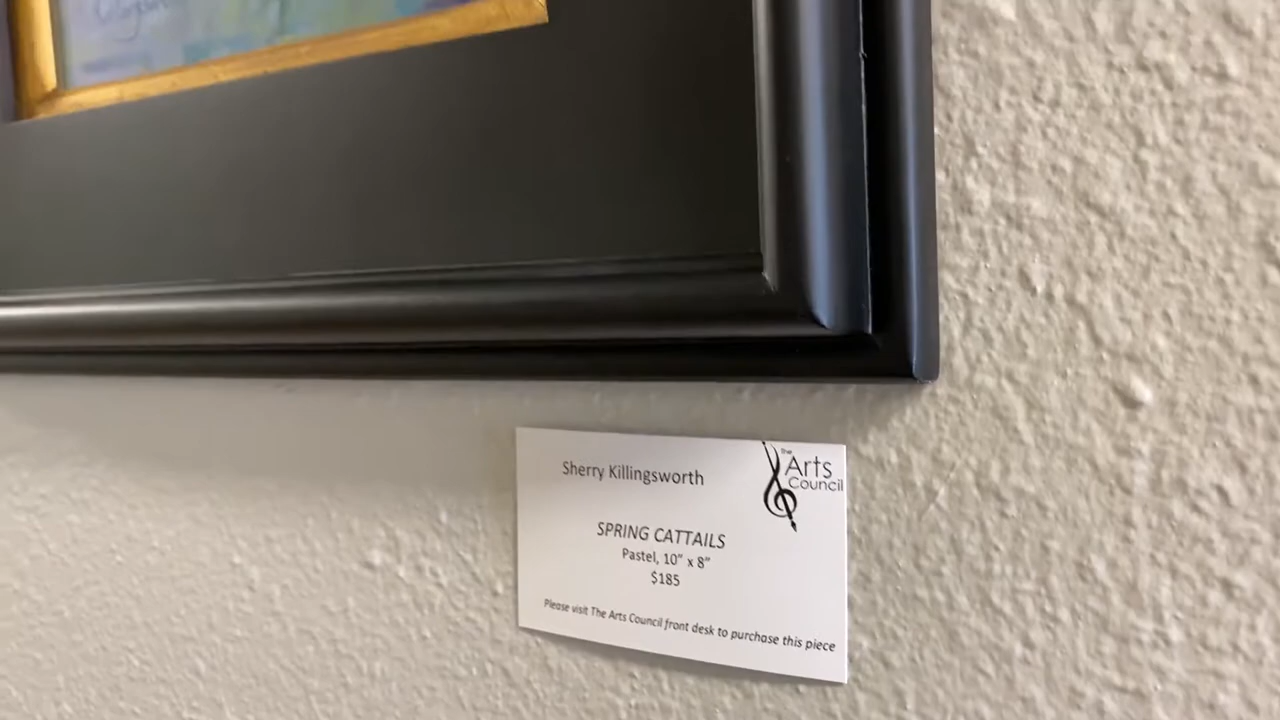 Sherry Killingsworth
The
Arts
Council
SPRING CATTAILS
Pastel, 10” x 8”
$185
Please visit The Arts Council front desk to purchase this piece